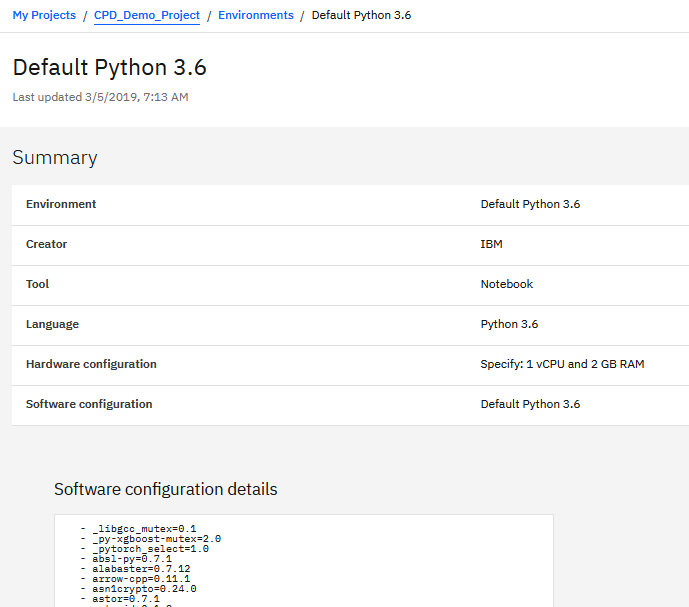 My Projects / CPD_Demo_Project / Environments / Default Python 3.6
Default Python 3.6
Last updated 3/5/2019, 7:13 AM
Summary
Environment Default Python 3.6
Creator IBM
Tool Notebook
Language Python 3.6
Hardware configuration Specify: 1 vCPU and 2 GB RAM
Software configuration Default Python 3.6
Software configuration details
- _libgcc_mutex=0.1
- _py-xgboost-mutex=2.0
- _pytorch_select=1.0
- absl-py=0.7.1
- alabaster=0.7.12
- arrow-cpp=0.11.1
- asn1crypto=0.24.0
- astor=0.7.1